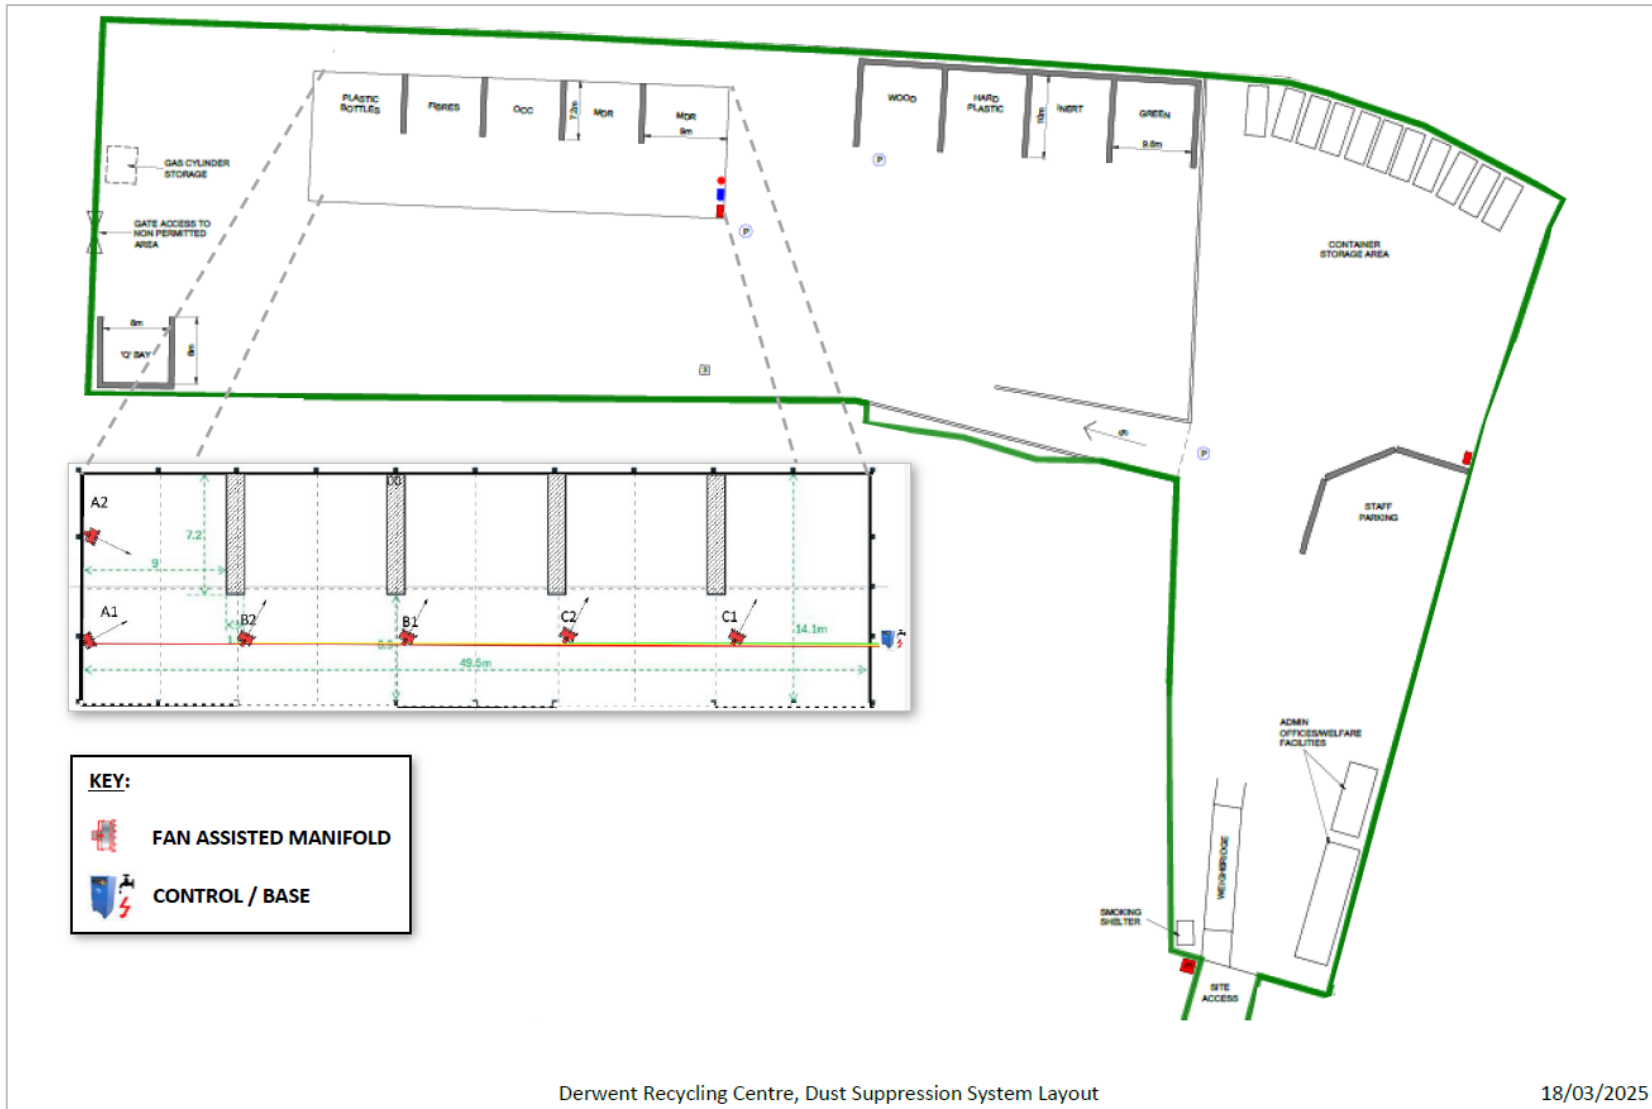 PLASTIC
BOTTLES
FIBRES
OCC
7.2m
MDR
MDR
9m
WOOD
HARD
PLASTIC
10m
INERT
GREEN
9.6m
P
P
GAS CYLINDER
STORAGE
GATE ACCESS TO
NON PERMITTED
AREA
CONTAINER
STORAGE AREA
'Q' BAY
3
P
STAFF
PARKING
A2
7.2
9
A1
B2
B1
C2
C1
14.1m
49.5m
ADMIN
OFFICES/WELFARE
FACILITIES
WEIGHBRIDGE
SMOKING
SHELTER
SITE
ACCESS
KEY:
FAN ASSISTED MANIFOLD
CONTROL / BASE
Derwent Recycling Centre, Dust Suppression System Layout
18/03/2025